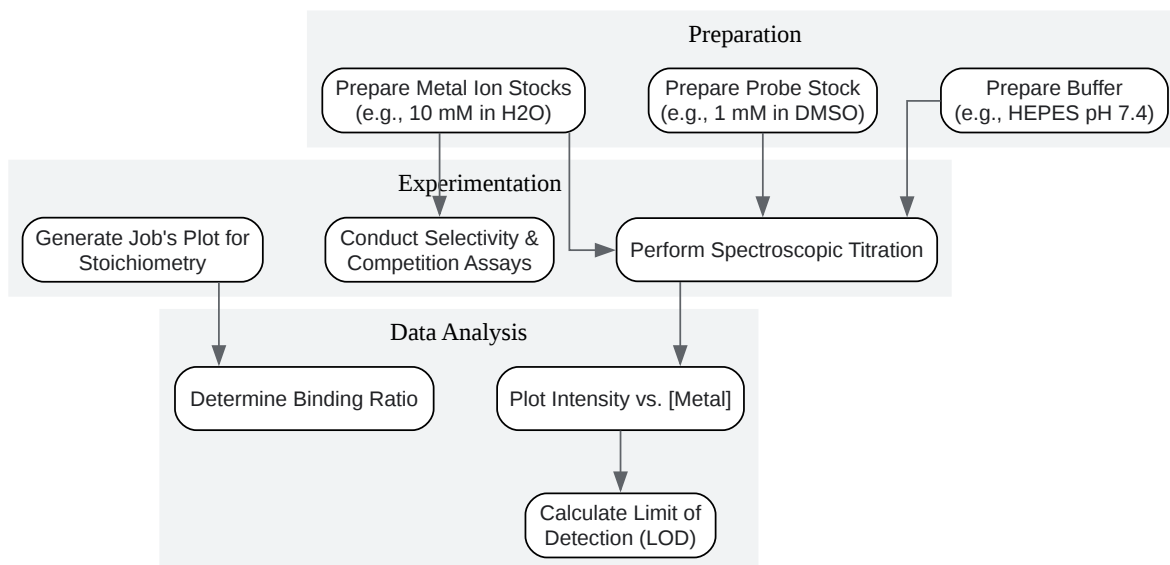 Preparation
Prepare Metal Ion Stocks
(e.g., 10 mM in H2O)
Prepare Probe Stock
(e.g., 1 mM in DMSO)
Prepare Buffer
(e.g., HEPES pH 7.4)
Experimentation
Generate Job's Plot for
Stoichiometry
Conduct Selectivity &
Competition Assays
Perform Spectroscopic Titration
Data Analysis
Determine Binding Ratio
Plot Intensity vs. [Metal]
Calculate Limit of
Detection (LOD)